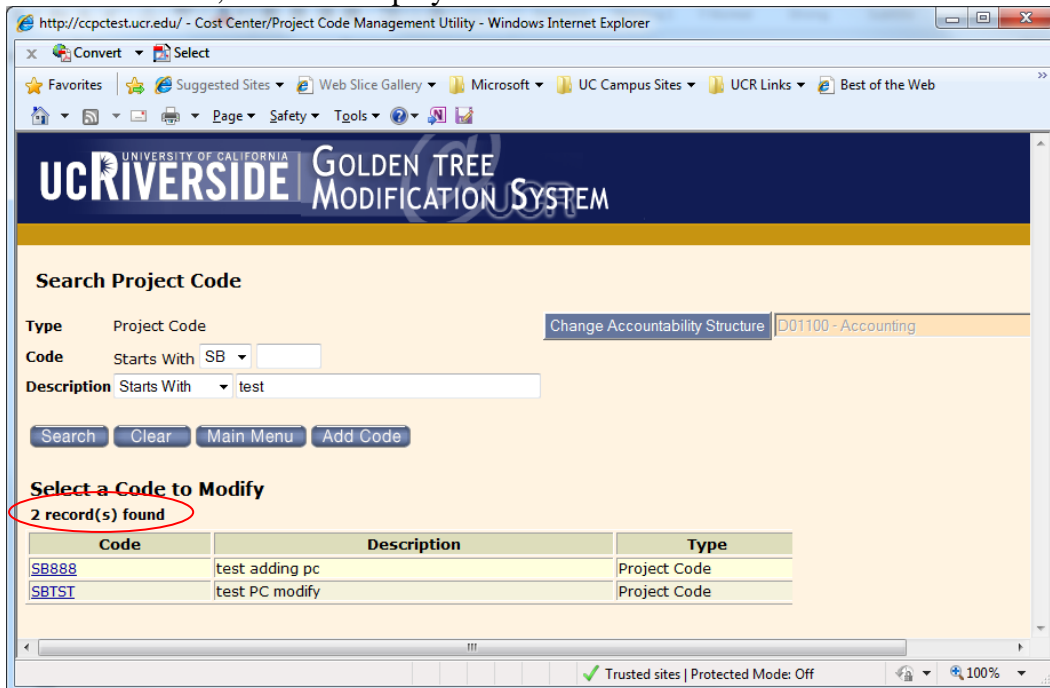 http://ccpctest.ucr.edu/ - Cost Center/Project Code Management Utility - Windows Internet Explorer
x Convert Select
Favorites Suggested Sites Web Slice Gallery Microsoft UC Campus Sites UCR Links Best of the Web »
Page Safety Tools
UNIVERSITY OF CALIFORNIA
UCRIVERSIDE GOLDEN TREE
MODIFICATION SYSTEM
@UCR
Search Project Code
Type Project Code Change Accountability Structure D01100 - Accounting
Code Starts With SB
Description Starts With test
Search Clear Main Menu Add Code
Select a Code to Modify
2 record(s) found
Code Description Type
SB888 test adding pc Project Code
SBTST test PC modify Project Code
Trusted sites | Protected Mode: Off 100%